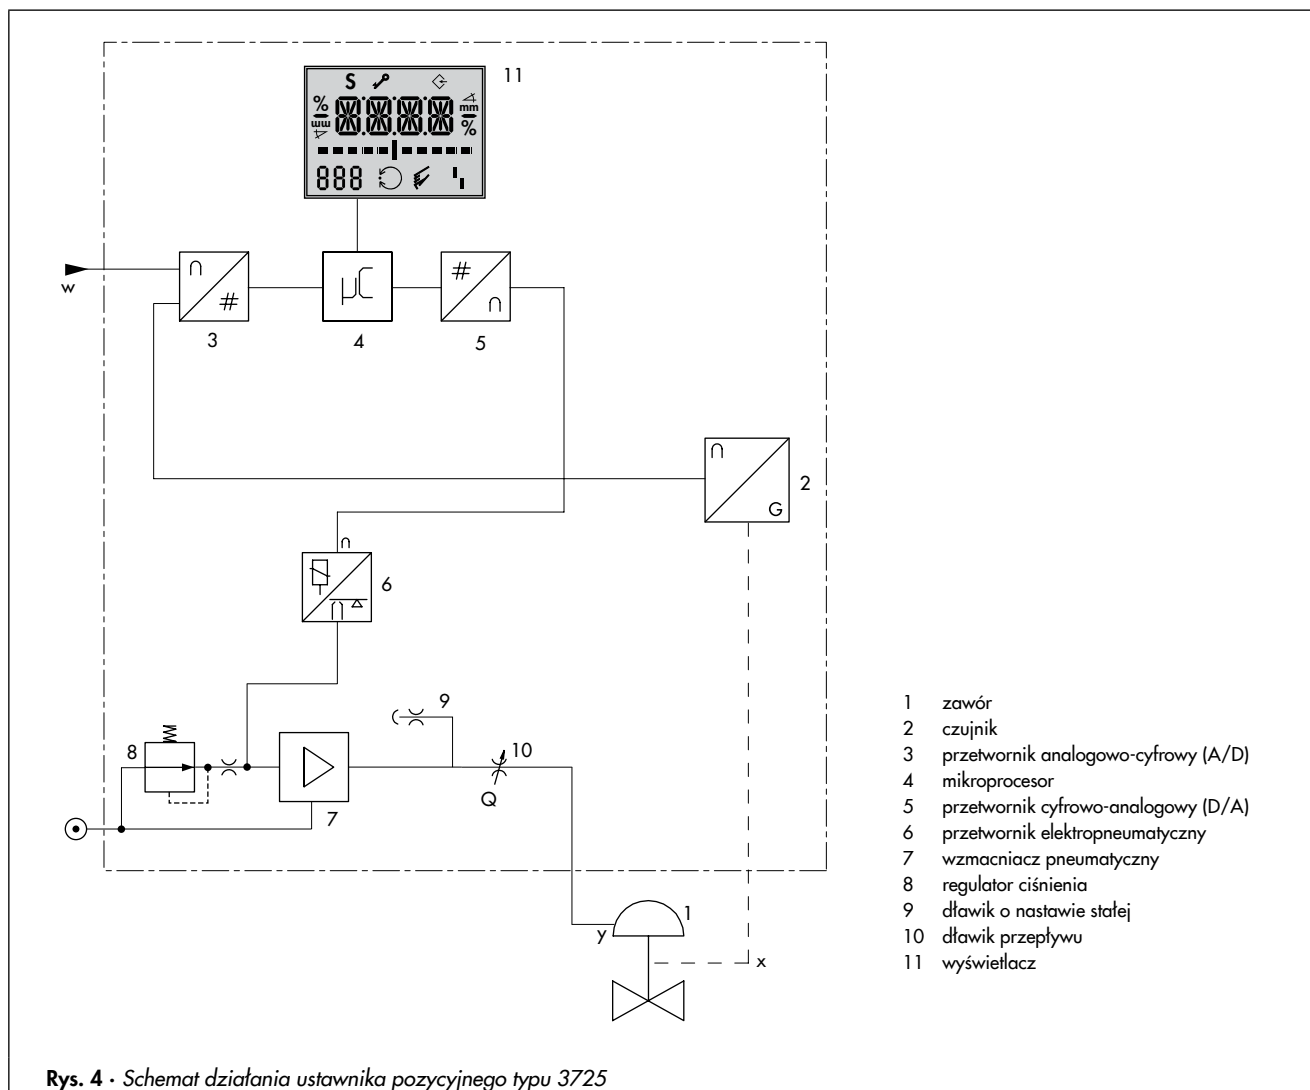 11
S
%
mm
mm
%
888
w
3
µC
4
#
#
5
G
2
6
8
9
10
Q
7
y
1
x
1 zawór
2 czujnik
3 przetwornik analogowo-cyfrowy (A/D)
4 mikroprocesor
5 przetwornik cyfrowo-analogowy (D/A)
6 przetwornik elektropneumatyczny
7 wzmacniacz pneumatyczny
8 regulator ciśnienia
9 dławik o nastawie stałej
10 dławik przepływu
11 wyświetlacz
Rys. 4 · Schemat działania ustawnika pozycyjnego typu 3725